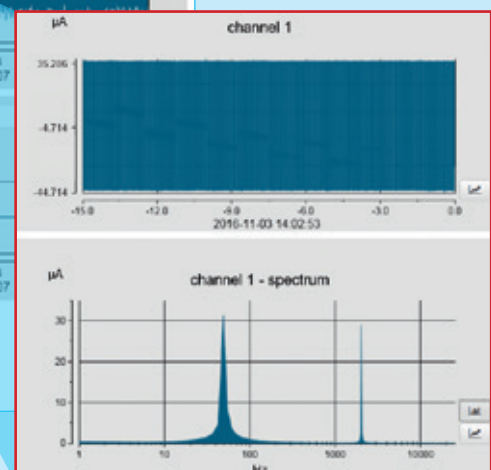 µA
channel 1
35.286
-4.714
-44.714
-15.0 -12.0 -9.0 -6.0 -3.0 0.0
2016-11-03 14:02:53
µA
channel 1 - spectrum
30
20
10
0
1 10 100 1000 10000
Hz